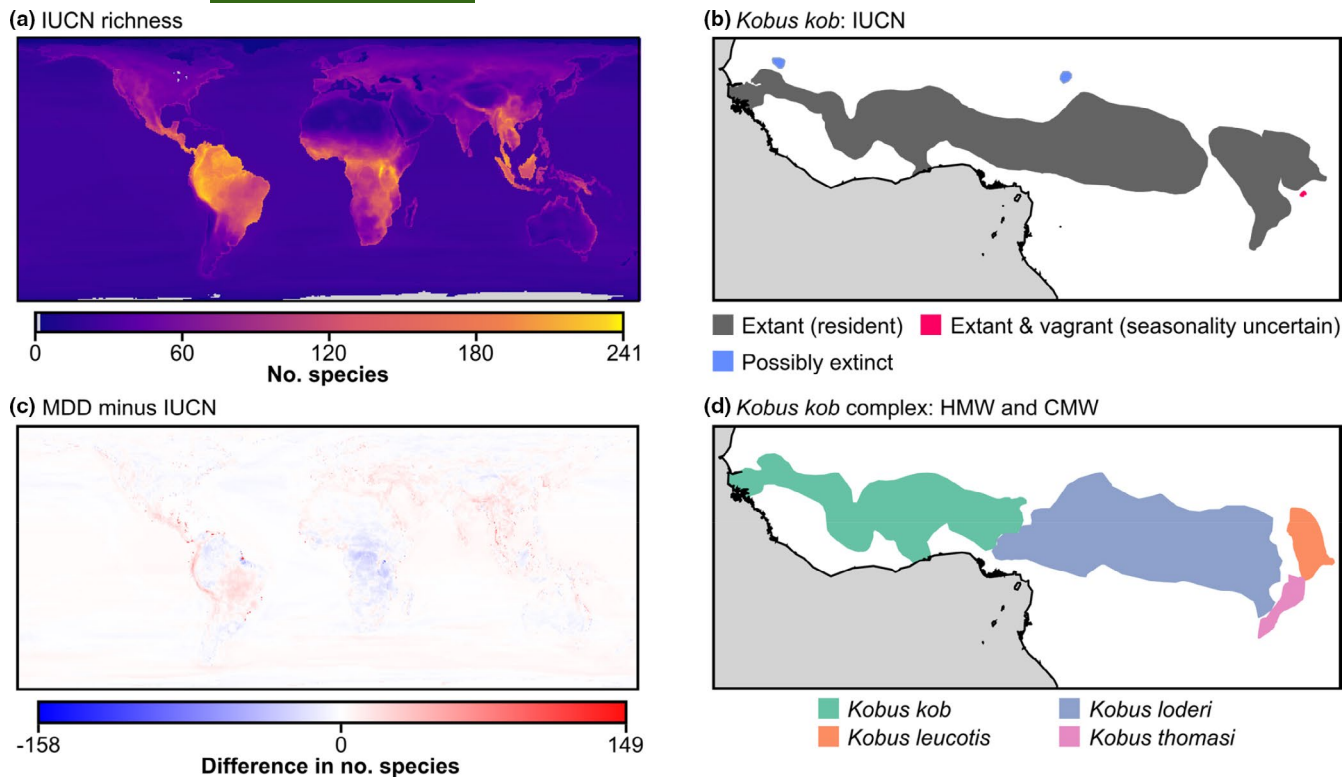 (a) IUCN richness
0 60 120 180 241
No. species
(b) Kobus kob: IUCN
Extant (resident) Extant & vagrant (seasonality uncertain)
Possibly extinct
(c) MDD minus IUCN
-158 0 149
Difference in no. species
(d) Kobus kob complex: HMW and CMW
Kobus kob Kobus loderi
Kobus leucotis Kobus thomasi